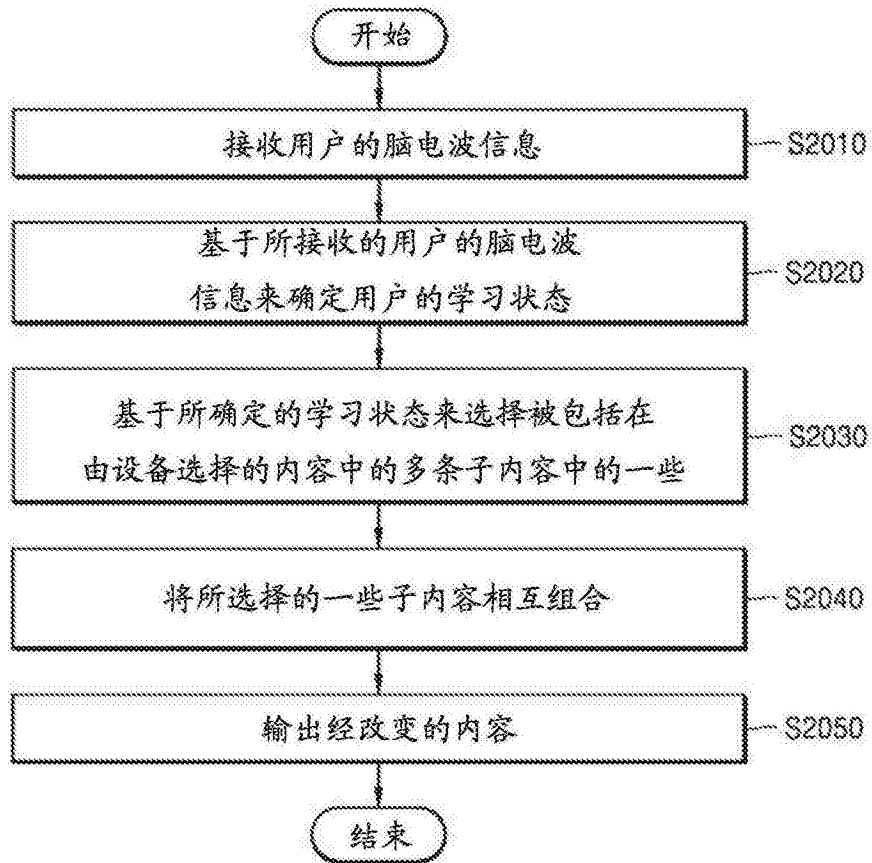 开始
接收用户的脑电波信息
S2010
基于所接收的用户的脑电波
信息来确定用户的学习状态
S2020
基于所确定的学习状态来选择被包括在
由设备选择的内容中的多条子内容中的一些
S2030
将所选择的一些子内容相互组合
S2040
输出经改变的内容
S2050
结束